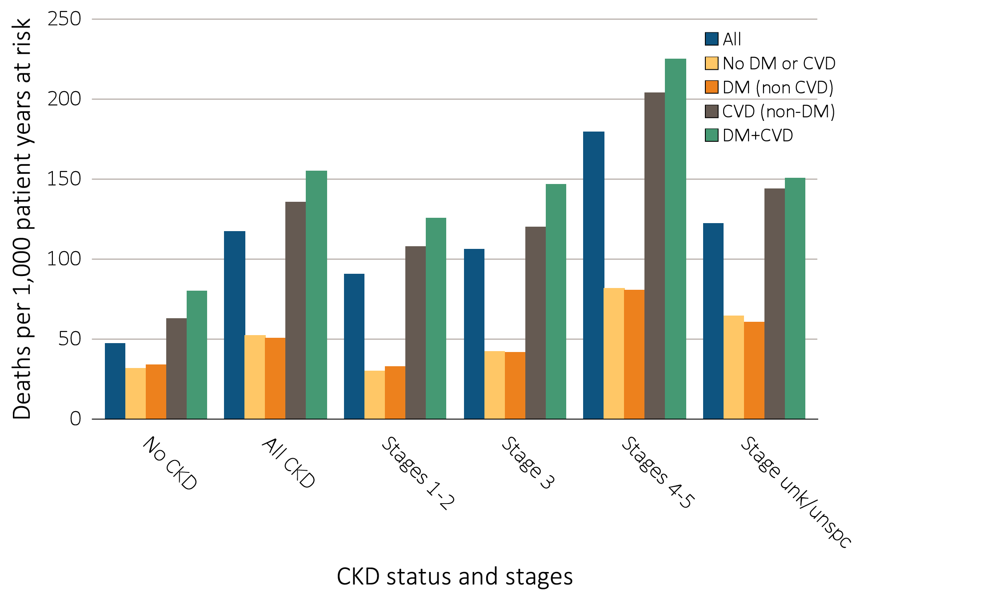 Deaths per 1,000 patient years at risk
250
200
150
100
50
0
All
No DM or CVD
DM (non CVD)
CVD (non-DM)
DM+CVD
No CKD
All CKD
Stages 1-2
Stage 3
Stages 4-5
Stage unk/unspc
CKD status and stages